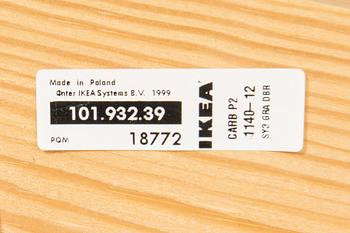 Made in Poland
©Inter IKEA Systems B.V. 1999
101.932.39
PQM 18772
IKEA
CARB P2
1140-12
SY3 GRA DBR